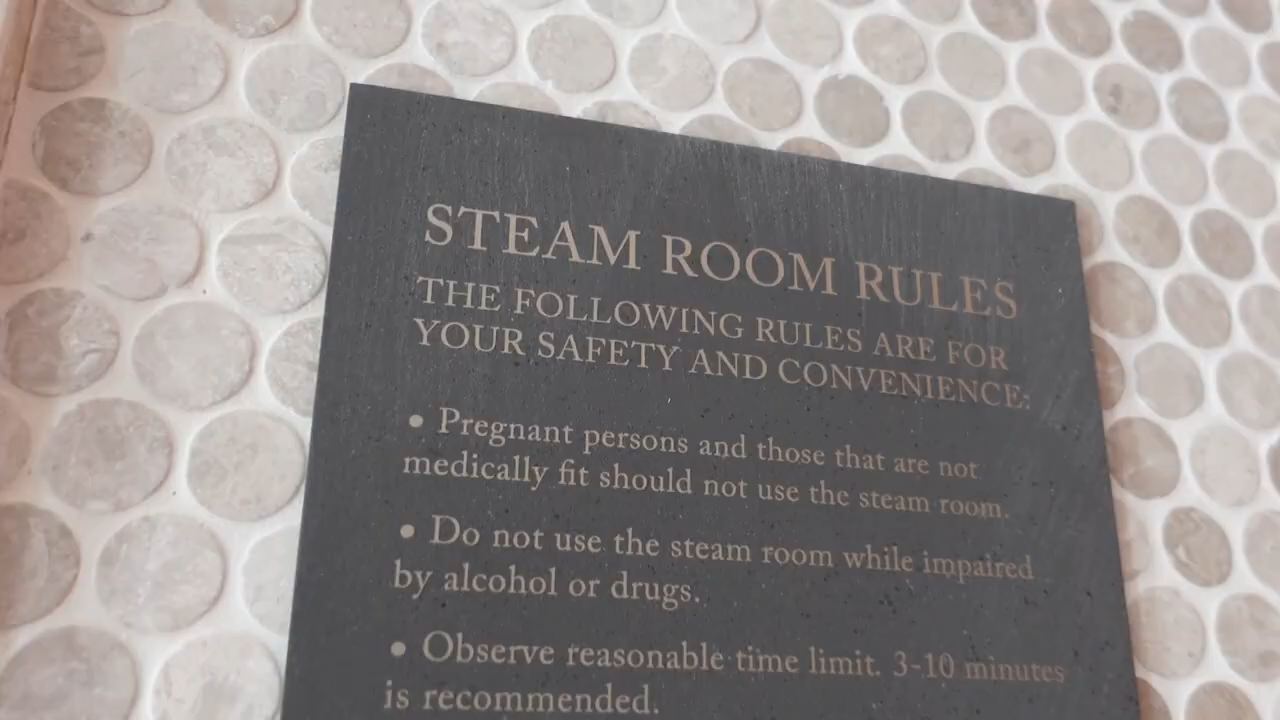 STEAM ROOM RULES
THE FOLLOWING RULES ARE FOR
YOUR SAFETY AND CONVENIENCE:
• Pregnant persons and those that are not
medically fit should not use the steam room.
• Do not use the steam room while impaired
by alcohol or drugs.
• Observe reasonable time limit. 3-10 minutes
is recommended.